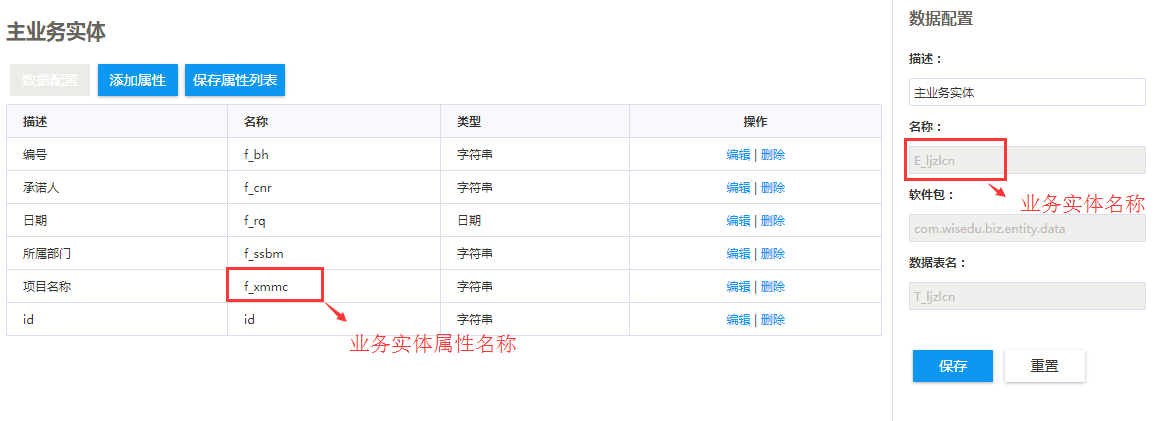 主业务实体
数据配置 添加属性 保存属性列表
描述 名称 类型 操作
编号 f_bh 字符串 编辑 | 删除
承诺人 f_cnr 字符串 编辑 | 删除
日期 f_rq 日期 编辑 | 删除
所属部门 f_ssbm 字符串 编辑 | 删除
项目名称 f_xmmc 字符串 编辑 | 删除
id id 字符串 编辑 | 删除
业务实体属性名称
数据配置
描述：
主业务实体
名称：
E_ljzlcn
业务实体名称
软件包：
com.wisedu.biz.entity.data
数据表名：
T_ljzlcn
保存 重置